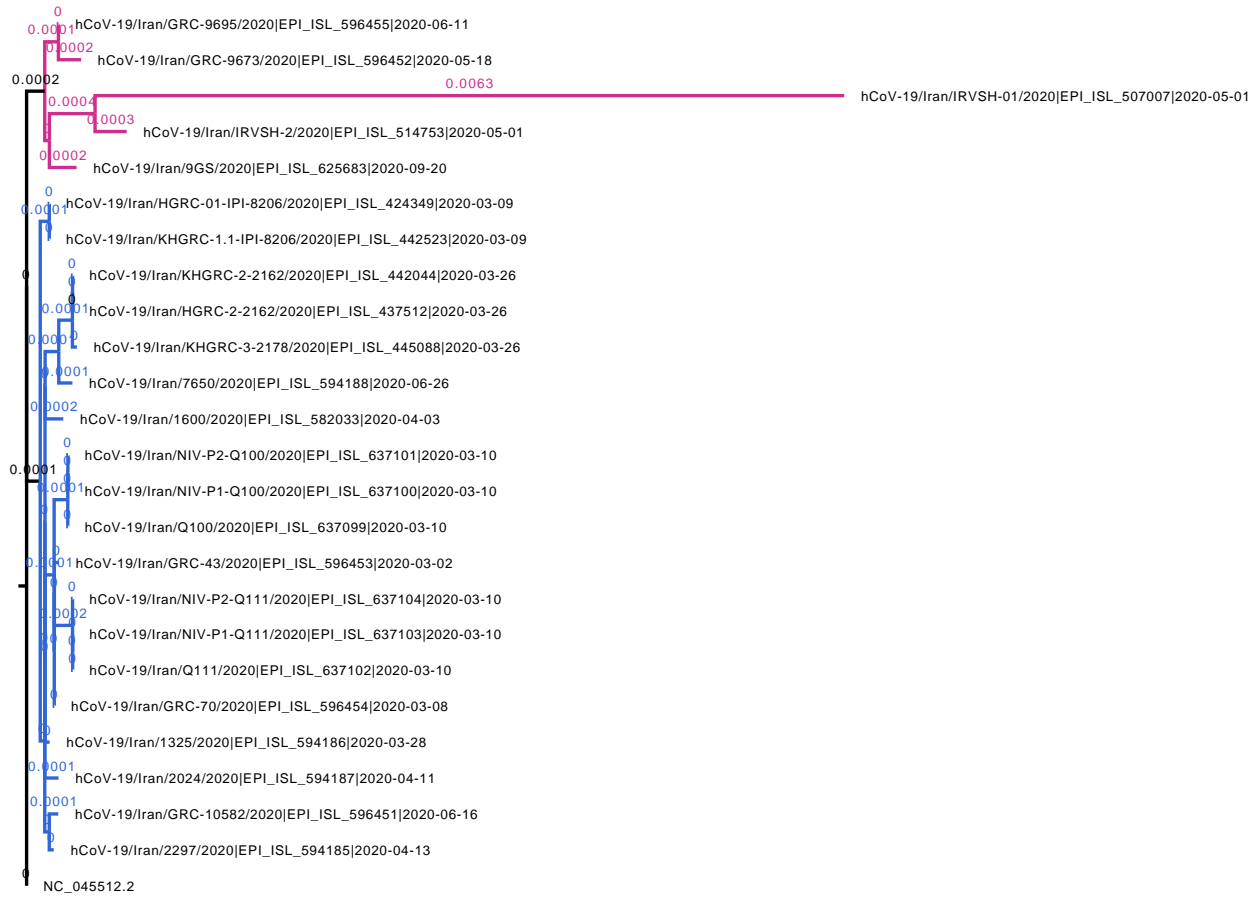 0
hCoV-19/Iran/GRC-9695/2020|EPI_ISL_596455|2020-06-11
0.0001
0.0002
hCoV-19/Iran/GRC-9673/2020|EPI_ISL_596452|2020-05-18
0.0002
0.0063
hCoV-19/Iran/IRVSH-01/2020|EPI_ISL_507007|2020-05-01
0.0004
0.0003
hCoV-19/Iran/IRVSH-2/2020|EPI_ISL_514753|2020-05-01
0.0002
hCoV-19/Iran/9GS/2020|EPI_ISL_625683|2020-09-20
0
hCoV-19/Iran/HGRC-01-IPI-8206/2020|EPI_ISL_424349|2020-03-09
0.0001
0
hCoV-19/Iran/KHGRC-1.1-IPI-8206/2020|EPI_ISL_442523|2020-03-09
0
0
hCoV-19/Iran/KHGRC-2-2162/2020|EPI_ISL_442044|2020-03-26
0
0
0.0001
hCoV-19/Iran/HGRC-2-2162/2020|EPI_ISL_437512|2020-03-26
0.0001
0
hCoV-19/Iran/KHGRC-3-2178/2020|EPI_ISL_445088|2020-03-26
0.0001
hCoV-19/Iran/7650/2020|EPI_ISL_594188|2020-06-26
0.0002
hCoV-19/Iran/1600/2020|EPI_ISL_582033|2020-04-03
0
hCoV-19/Iran/NIV-P2-Q100/2020|EPI_ISL_637101|2020-03-10
0.0001
0
0
0.0001
hCoV-19/Iran/NIV-P1-Q100/2020|EPI_ISL_637100|2020-03-10
0
0
hCoV-19/Iran/Q100/2020|EPI_ISL_637099|2020-03-10
0
0.0001
hCoV-19/Iran/GRC-43/2020|EPI_ISL_596453|2020-03-02
0
0
hCoV-19/Iran/NIV-P2-Q111/2020|EPI_ISL_637104|2020-03-10
0.0002
0
hCoV-19/Iran/NIV-P1-Q111/2020|EPI_ISL_637103|2020-03-10
0
0
hCoV-19/Iran/Q111/2020|EPI_ISL_637102|2020-03-10
0
hCoV-19/Iran/GRC-70/2020|EPI_ISL_596454|2020-03-08
0
hCoV-19/Iran/1325/2020|EPI_ISL_594186|2020-03-28
0.0001
hCoV-19/Iran/2024/2020|EPI_ISL_594187|2020-04-11
0.0001
hCoV-19/Iran/GRC-10582/2020|EPI_ISL_596451|2020-06-16
0
hCoV-19/Iran/2297/2020|EPI_ISL_594185|2020-04-13
0
NC_045512.2